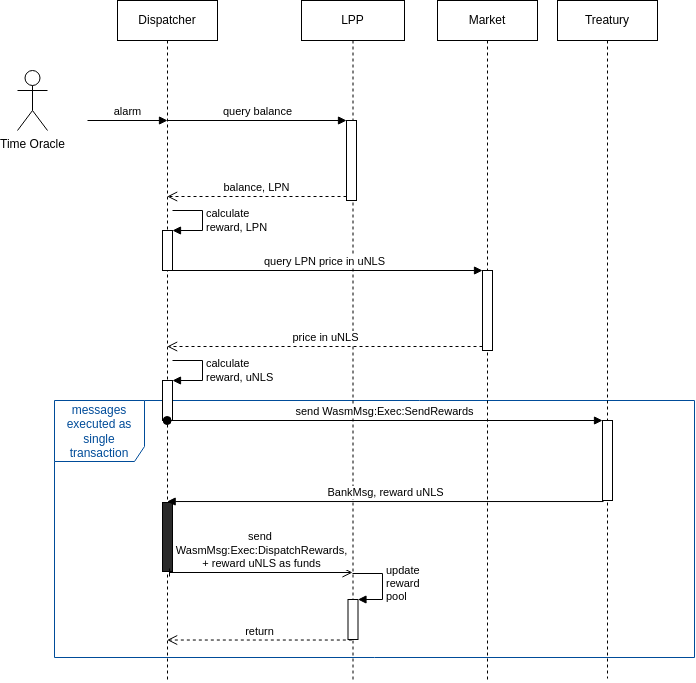 Dispatcher
LPP
Market
Treatury
Time Oracle
alarm
query balance
balance, LPN
calculate
reward, LPN
query LPN price in uNLS
price in uNLS
calculate
reward, uNLS
messages
executed as
single
transaction
send WasmMsg:Exec:SendRewards
BankMsg, reward uNLS
send
WasmMsg:Exec:DispatchRewards,
+ reward uNLS as funds
update
reward
pool
return